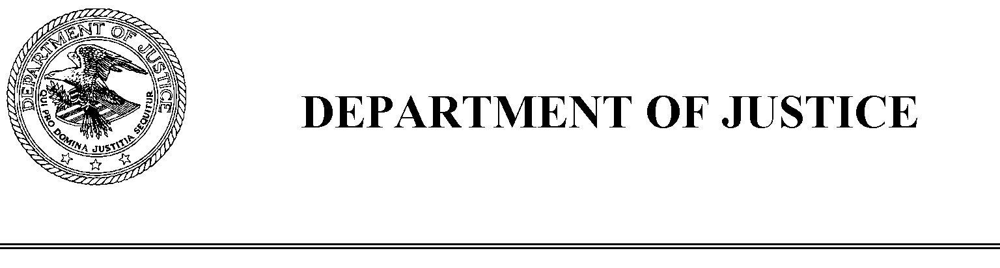 DEPARTMENT OF JUSTICE
QUI PRO DOMINA JUSTITIA SEQUITUR
DEPARTMENT OF JUSTICE